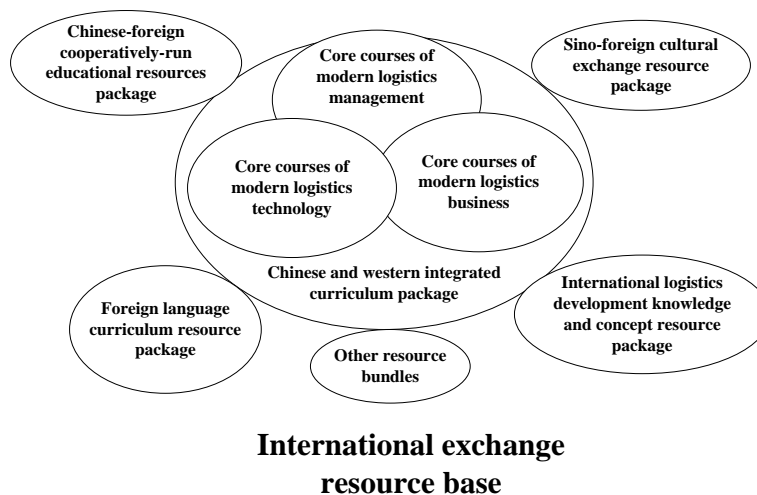 Chinese-foreign
cooperatively-run
educational resources
package
Core courses of
modern logistics
management
Sino-foreign cultural
exchange resource
package
Core courses of
modern logistics
technology
Core courses of
modern logistics
business
Chinese and western integrated
curriculum package
Foreign language
curriculum resource
package
International logistics
development knowledge
and concept resource
package
Other resource
bundles
International exchange
resource base